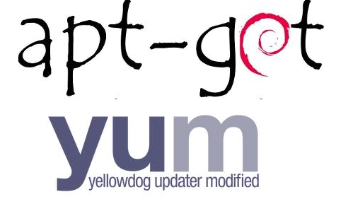 apt-get
yum
yellowdog updater modified